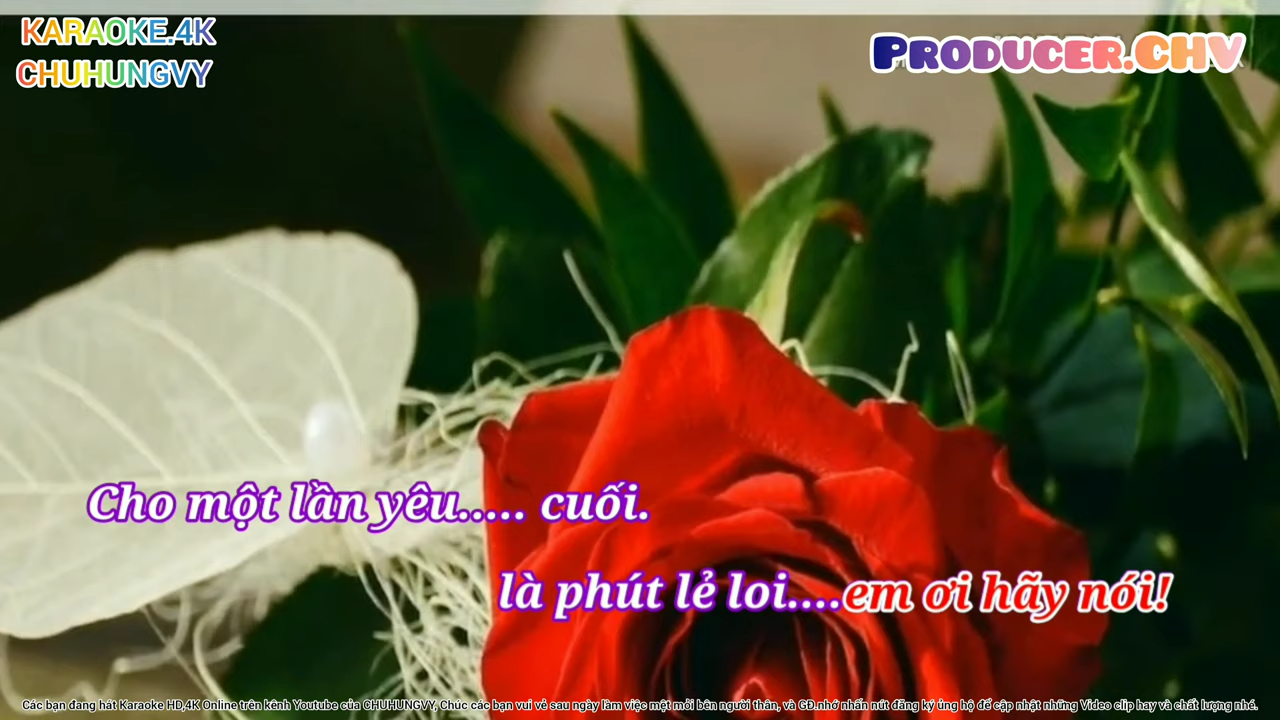 KARAOKE.4K
CHUHUNGVY
PRODUCER.CHV
Cho một lần yêu..... cuối.
là phút lẻ loi....em ơi hãy nói!
Các bạn đang hát Karaoke HD,4K Online trên kênh Youtube của CHUHUNGVY, Chúc các bạn vui vẻ sau ngày làm việc mệt mỏi bên người thân, và GĐ.nhớ nhấn nút đăng ký ủng hộ để cập nhật những Video clip hay và chất lượng nhé.